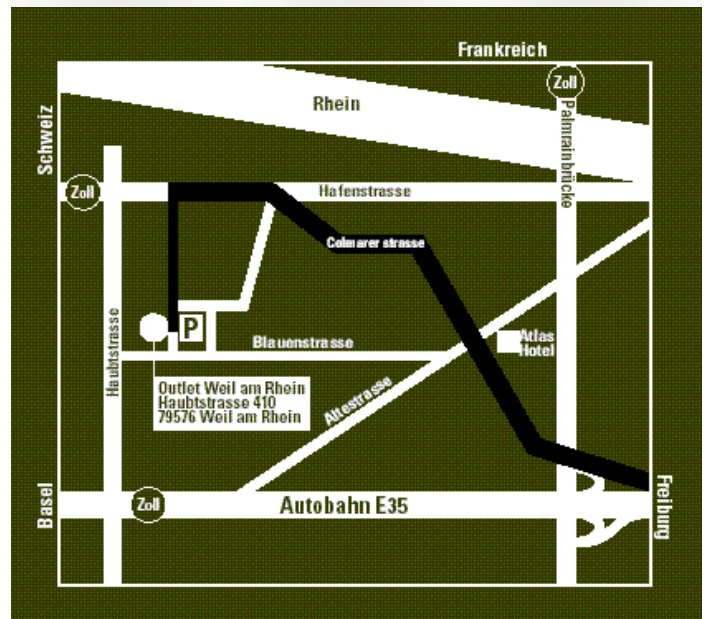 Frankreich
Zoll
Rhein
Schweiz
Palmrainbrücke
Zoll
Hafenstrasse
Colmarer strasse
Haubtstrasse
P
Blauenstrasse
Atlas
Hotel
Outlet Weil am Rhein
Haubtstrasse 410
79576 Weil am Rhein
Altestrasse
Basel
Zoll
Autobahn E35
Freiburg